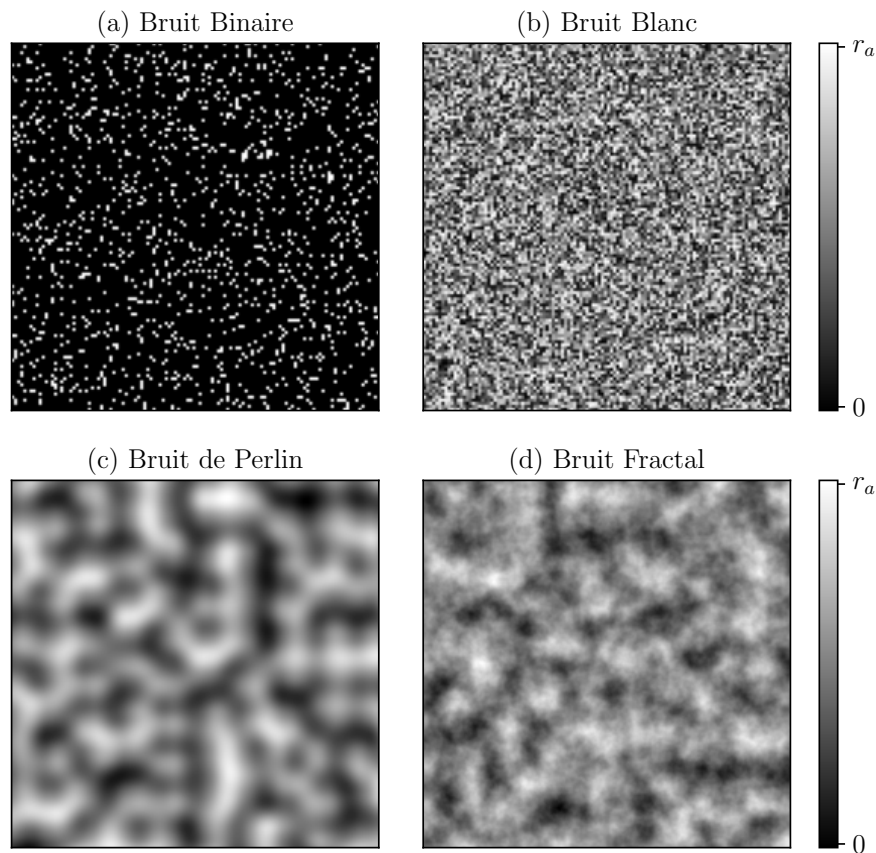 (a) Bruit Binaire
(b) Bruit Blanc
r_a
0
(c) Bruit de Perlin
(d) Bruit Fractal
r_a
0